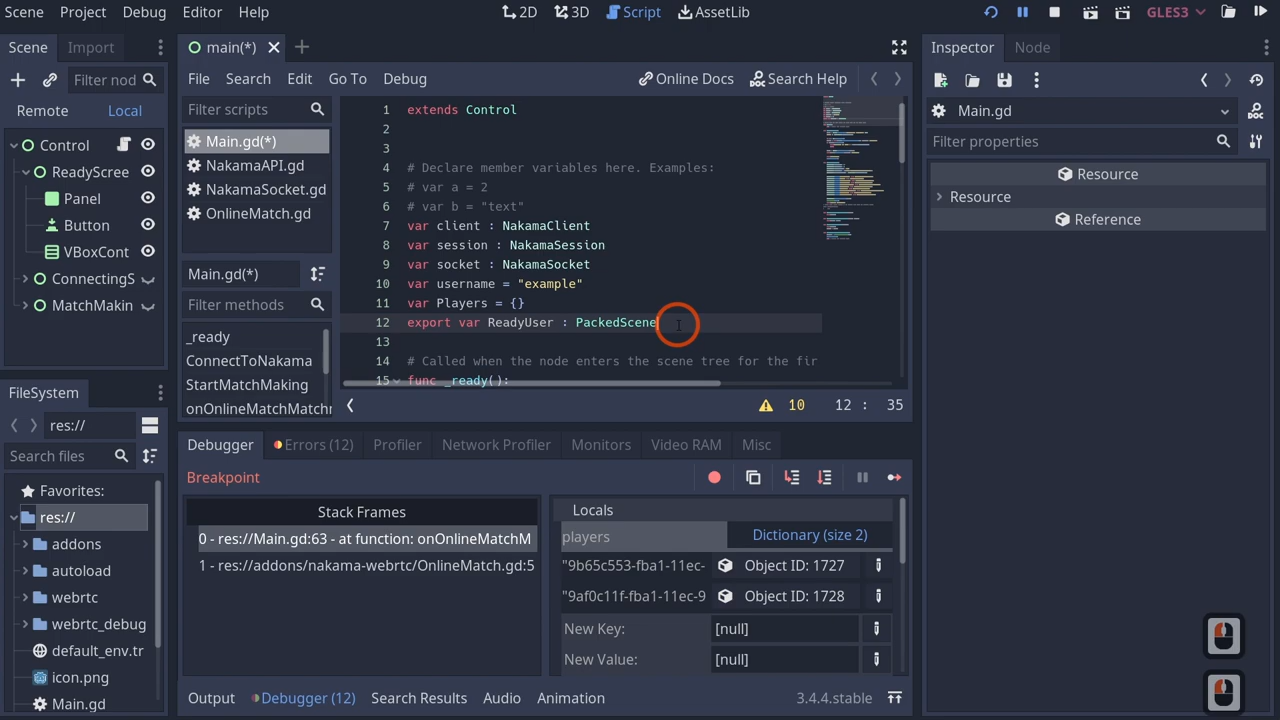 Scene Project Debug Editor Help 2D 3D Script AssetLib GLES3
Scene Import
main(*)
Inspector Node
File Search Edit Go To Debug Online Docs Search Help
Filter nod
Filter scripts
Remote Local
Main.gd(*)
NakamaAPI.gd
NakamaSocket.gd
OnlineMatch.gd
Main.gd(*)
Filter methods
_ready
ConnectToNakama
StartMatchMaking
onOnlineMatchMatchr
Control
ReadyScree
Panel
Button
VBoxCont
ConnectingS
MatchMakin
1 extends Control
2
3
4 # Declare member variables here. Examples:
5 # var a = 2
6 # var b = "text"
7 var client : NakamaClient
8 var session : NakamaSession
9 var socket : NakamaSocket
10 var username = "example"
11 var Players = {}
12 export var ReadyUser : PackedScene
13
14 # Called when the node enters the scene tree for the fir
15 func _ready():
10 12 : 35
Main.gd
Filter properties
Resource
Resource
Reference
FileSystem
res://
Search files
Favorites:
res://
addons
autoload
webrtc
webrtc_debug
default_env.tr
icon.png
Main.gd
Debugger Errors (12) Profiler Network Profiler Monitors Video RAM Misc
Breakpoint
Stack Frames
0 - res://Main.gd:63 - at function: onOnlineMatchM
1 - res://addons/nakama-webrtc/OnlineMatch.gd:5
Locals
players Dictionary (size 2)
"9b65c553-fba1-11ec- Object ID: 1727
"9af0c11f-fba1-11ec-9 Object ID: 1728
New Key: [null]
New Value: [null]
Output Debugger (12) Search Results Audio Animation 3.4.4.stable